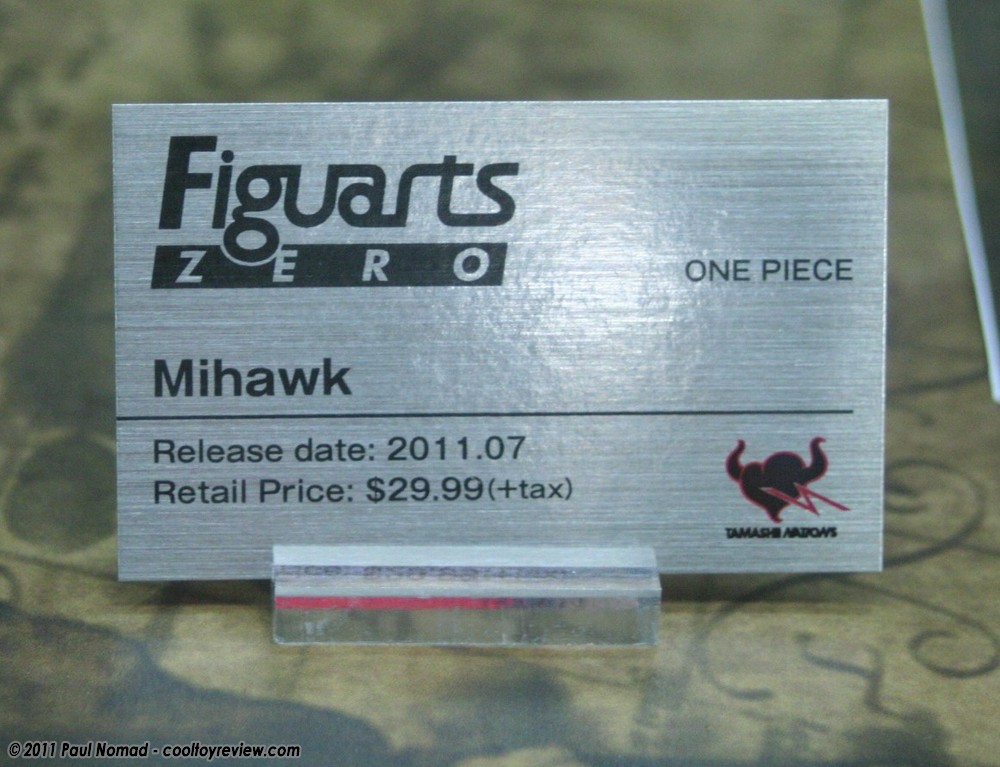 Figuarts
ZERO
ONE PIECE
Mihawk
Release date: 2011.07
Retail Price: $29.99(+tax)
TAMASHII NATIONS
©2011 Paul Nomad - cooltoyreview.com